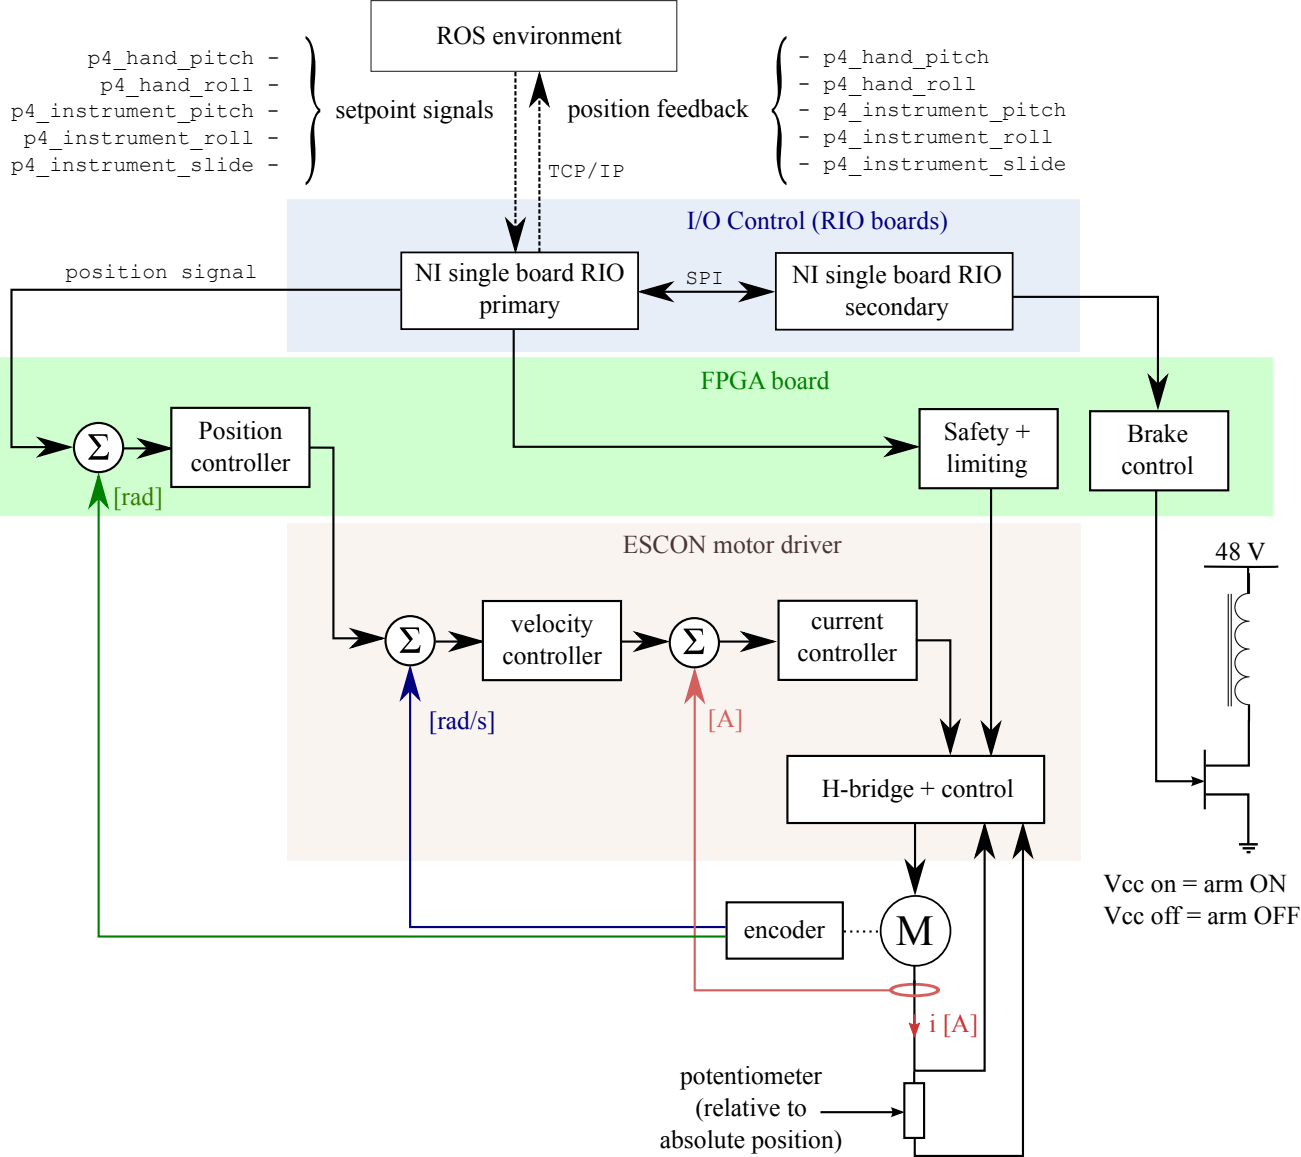 ROS environment
p4_hand_pitch -
p4_hand_roll -
p4_instrument_pitch -
p4_instrument_roll -
p4_instrument_slide -
setpoint signals
position feedback
- p4_hand_pitch
- p4_hand_roll
- p4_instrument_pitch
- p4_instrument_roll
- p4_instrument_slide
TCP/IP
I/O Control (RIO boards)
position signal
NI single board RIO
primary
SPI
NI single board RIO
secondary
FPGA board
Σ
Position
controller
Safety +
limiting
Brake
control
[rad]
ESCON motor driver
48 V
Σ
velocity
controller
Σ
current
controller
[rad/s]
[A]
H-bridge + control
Vcc on = arm ON
Vcc off = arm OFF
encoder
M
i [A]
potentiometer
(relative to
absolute position)